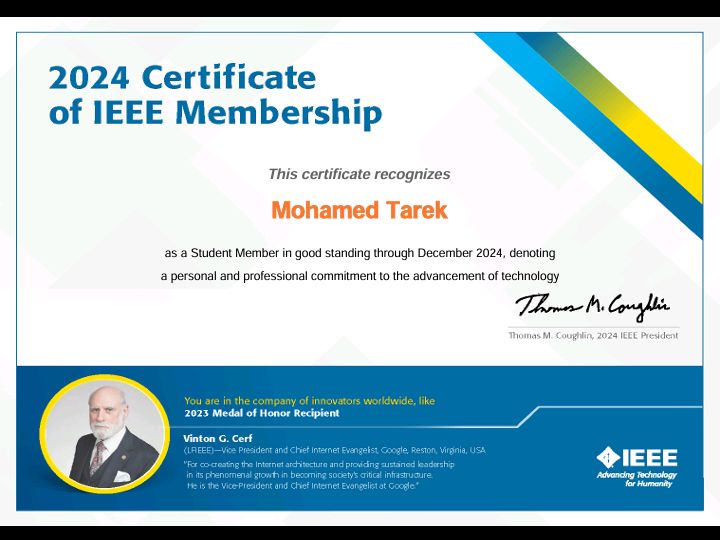 2024 Certificate
of IEEE Membership
This certificate recognizes
Mohamed Tarek
as a Student Member in good standing through December 2024, denoting
a personal and professional commitment to the advancement of technology
Thomas M. Coughlin
Thomas M. Coughlin, 2024 IEEE President
You are in the company of innovators worldwide, like
2023 Medal of Honor Recipient
Vinton G. Cerf
(LFIEEE)—Vice President and Chief Internet Evangelist, Google, Reston, Virginia, USA
"For co-creating the Internet architecture and providing sustained leadership
in its phenomenal growth in becoming society's critical infrastructure.
He is the Vice-President and Chief Internet Evangelist at Google."
IEEE
Advancing Technology
for Humanity